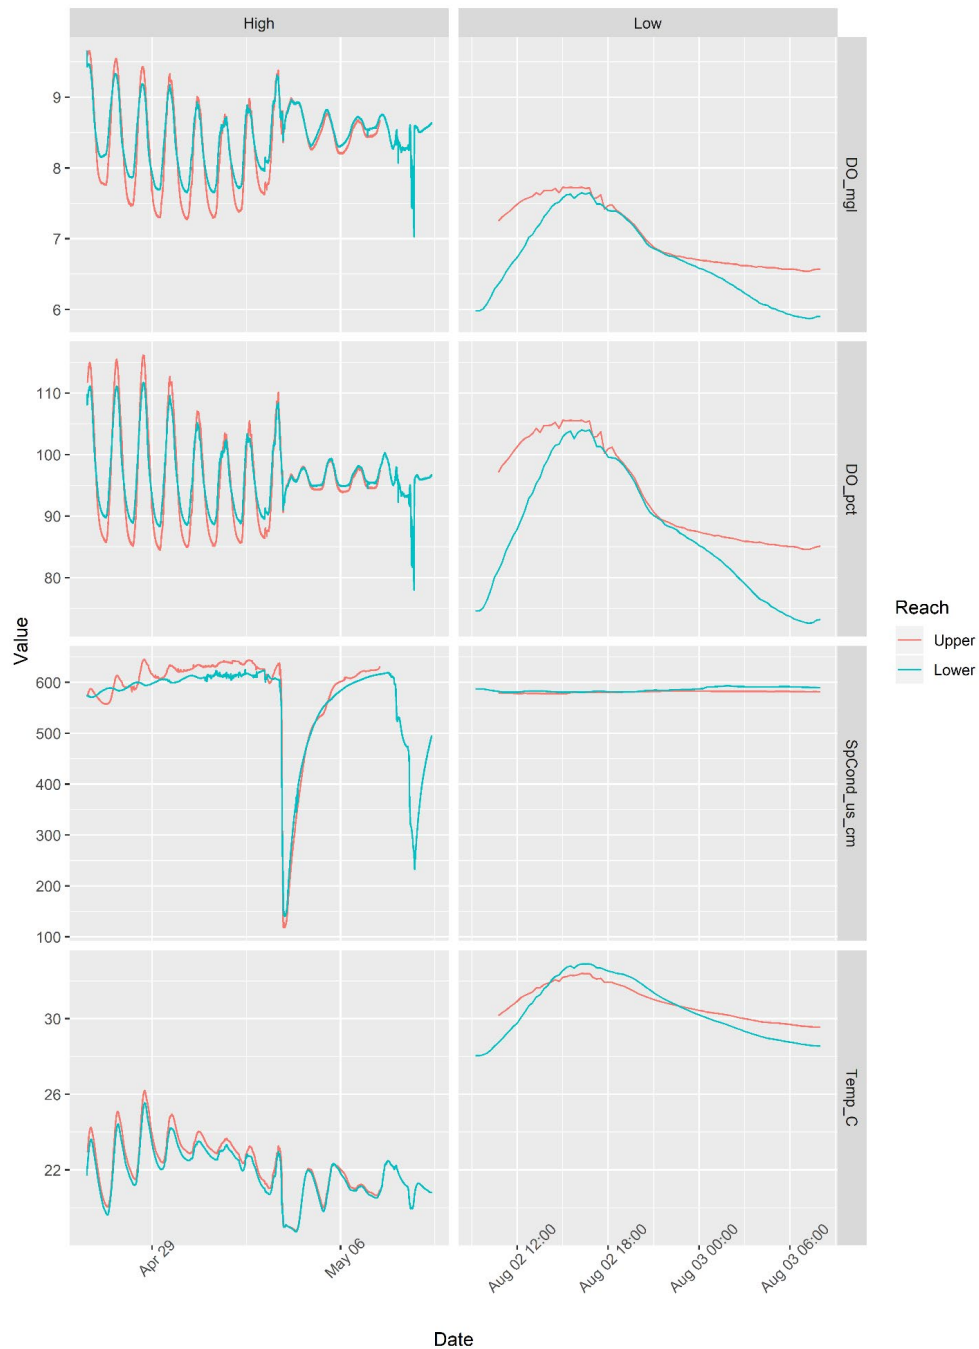 High
Low
9
8
7
6
DO_mgl
110
100
90
80
DO_pct
Value
600
500
400
300
200
100
SpCond_us_cm
30
26
22
Temp_C
Reach
Upper
Lower
Apr 29
May 06
Aug 02 12:00
Aug 02 18:00
Aug 03 00:00
Aug 03 06:00
Date